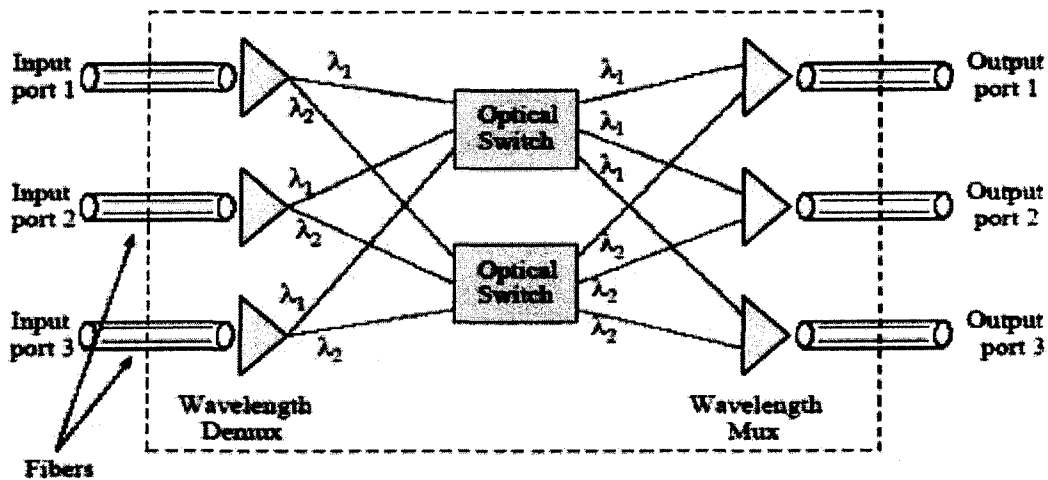 Input
port 1
λ1
λ2
Optical
Switch
λ1
λ1
λ1
Output
port 1
Input
port 2
λ1
λ2
Output
port 2
Optical
Switch
λ2
λ2
λ2
Input
port 3
λ1
λ2
Output
port 3
Wavelength
Demux
Wavelength
Mux
Fibers